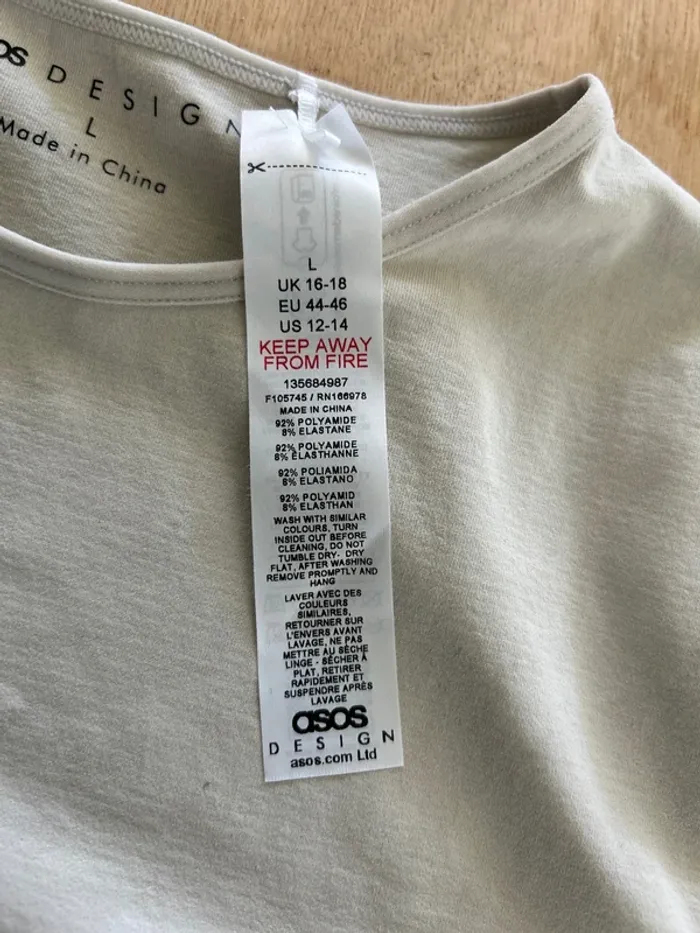 os DESIGN
L
Made in China
L
UK 16-18
EU 44-46
US 12-14
KEEP AWAY
FROM FIRE
135684987
F105745 / RN166978
MADE IN CHINA
92% POLYAMIDE
8% ELASTANE
92% POLYAMIDE
8% ÉLASTHANNE
92% POLIAMIDA
8% ELASTANO
92% POLYAMID
8% ELASTHAN
WASH WITH SIMILAR
COLOURS, TURN
INSIDE OUT BEFORE
CLEANING, DO NOT
TUMBLE DRY- DRY
FLAT, AFTER WASHING
REMOVE PROMPTLY AND
HANG
LAVER AVEC DES
COULEURS
SIMILAIRES,
RETOURNER SUR
L'ENVERS AVANT
LAVAGE, NE PAS
METTRE AU SÈCHE
LINGE - SÉCHER À
PLAT, RETIRER
RAPIDEMENT ET
SUSPENDRE APRÈS
LAVAGE
asos
DESIGN
asos.com Ltd